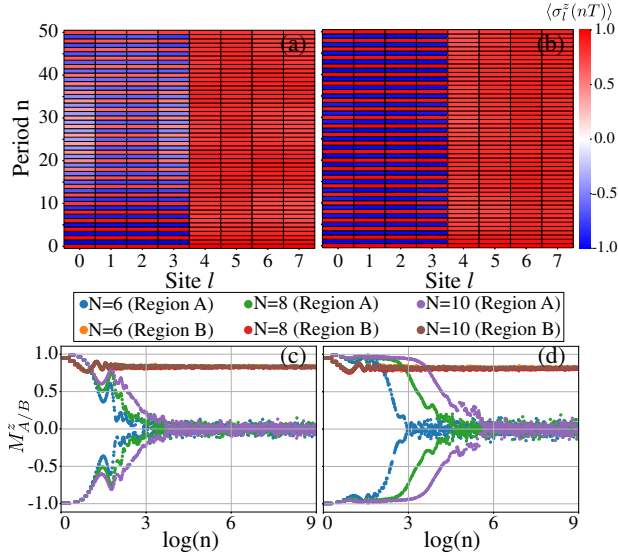 ⟨σ_l^z(nT)⟩
(a)
(b)
Period n
50
40
30
20
10
0
0 1 2 3 4 5 6 7
0 1 2 3 4 5 6 7
Site l
Site l
1.0
0.5
0.0
-0.5
-1.0
N=6 (Region A) N=8 (Region A) N=10 (Region A)
N=6 (Region B) N=8 (Region B) N=10 (Region B)
(c)
(d)
M^z_{A/B}
1.0
0.5
0.0
-0.5
-1.0
0 3 6 9
0 3 6 9
log(n)
log(n)